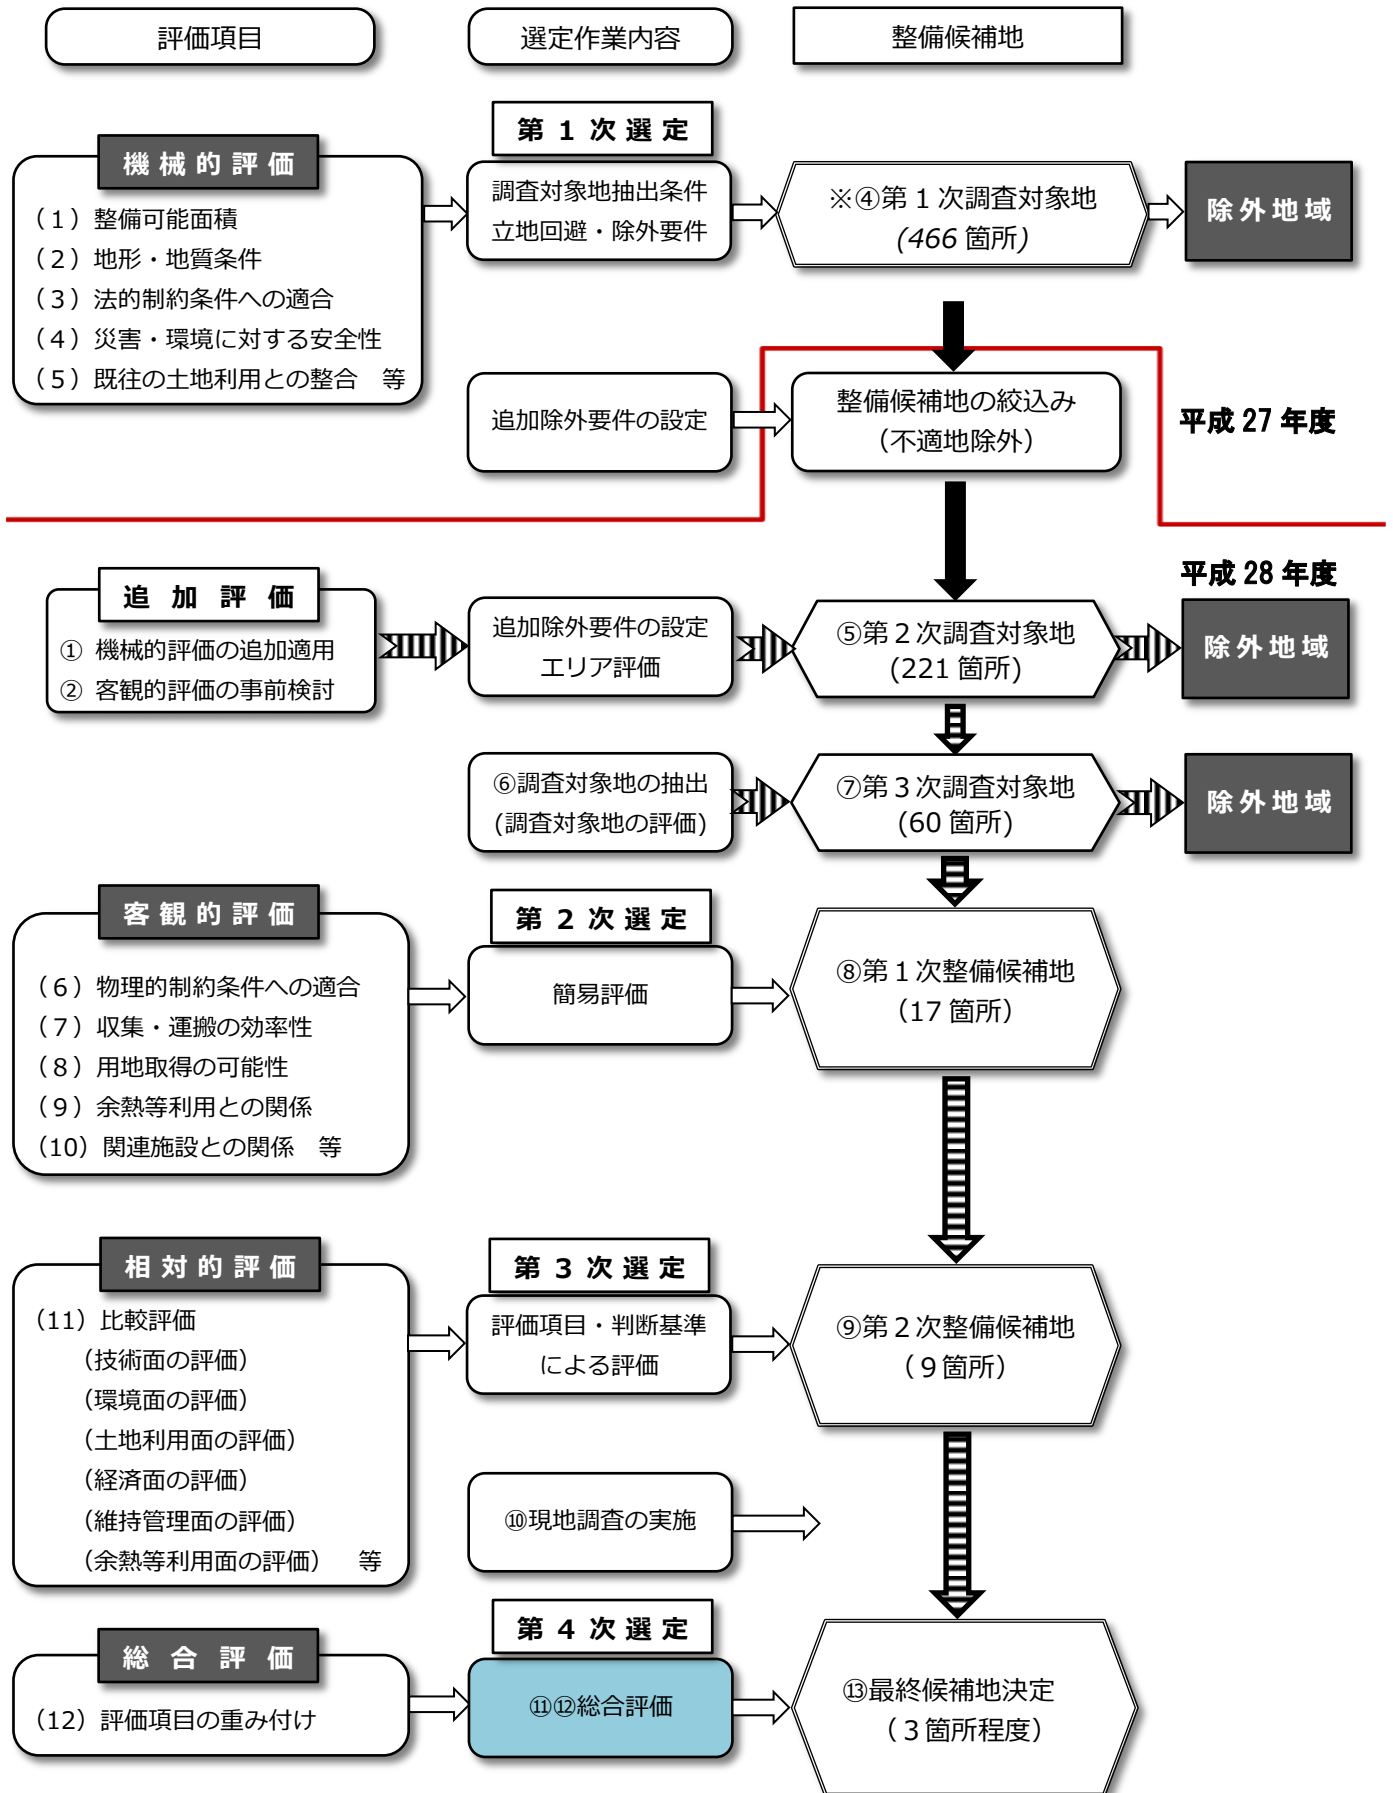 評価項目
選定作業内容
整備候補地
第１次選定
機械的評価
（１）整備可能面積
（２）地形・地質条件
（３）法的制約条件への適合
（４）災害・環境に対する安全性
（５）既往の土地利用との整合　等
調査対象地抽出条件
立地回避・除外要件
※④第１次調査対象地
(466 箇所)
除外地域
追加除外要件の設定
整備候補地の絞込み
（不適地除外）
平成 27 年度
平成 28 年度
追加評価
① 機械的評価の追加適用
② 客観的評価の事前検討
追加除外要件の設定
エリア評価
⑤第２次調査対象地
(221 箇所)
除外地域
⑥調査対象地の抽出
(調査対象地の評価)
⑦第３次調査対象地
(60 箇所)
除外地域
客観的評価
（６）物理的制約条件への適合
（７）収集・運搬の効率性
（８）用地取得の可能性
（９）余熱等利用との関係
（10）関連施設との関係　等
第２次選定
簡易評価
⑧第１次整備候補地
（17 箇所）
相対的評価
（11）比較評価
（技術面の評価）
（環境面の評価）
（土地利用面の評価）
（経済面の評価）
（維持管理面の評価）
（余熱等利用面の評価）　等
第３次選定
評価項目・判断基準
による評価
⑨第２次整備候補地
（９箇所）
⑩現地調査の実施
総合評価
（12）評価項目の重み付け
第４次選定
⑪⑫総合評価
⑬最終候補地決定
（３箇所程度）